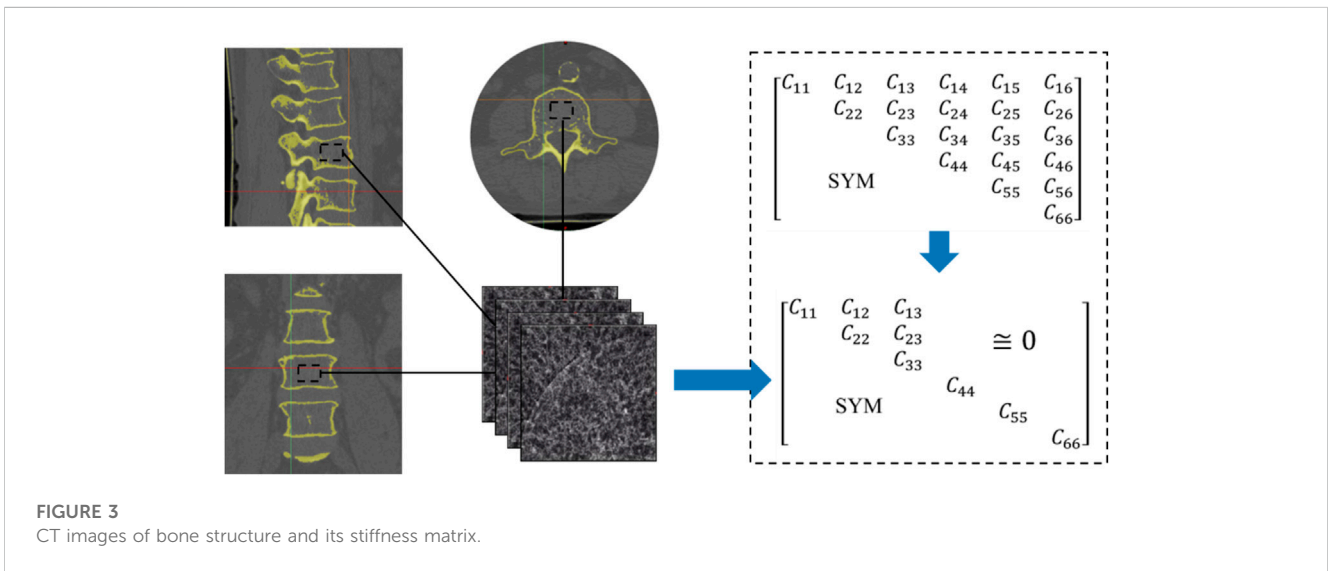 C₁₁ C₁₂ C₁₃ C₁₄ C₁₅ C₁₆
C₂₂ C₂₃ C₂₄ C₂₅ C₂₆
C₃₃ C₃₄ C₃₅ C₃₆
C₄₄ C₄₅ C₄₆
SYM C₅₅ C₅₆
C₆₆
C₁₁ C₁₂ C₁₃
C₂₂ C₂₃ ≅ 0
C₃₃
C₄₄
SYM C₅₅
C₆₆
FIGURE 3
CT images of bone structure and its stiffness matrix.